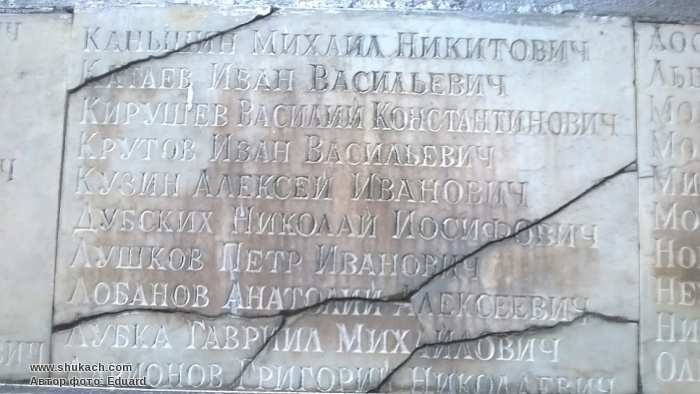 Каньшин Михаил Никитович
Катаев Иван Васильевич
Кирушев Василий Константинович
Крутов Иван Васильевич
Кузин Алексей Иванович
Дубских Николай Иосифович
Лушков Петр Иванович
Лобанов Анатолий Алексеевич
Лубка Гавриил Михайлович
Григорий Николаевич
www.shukach.com
Автор фото: Eduard